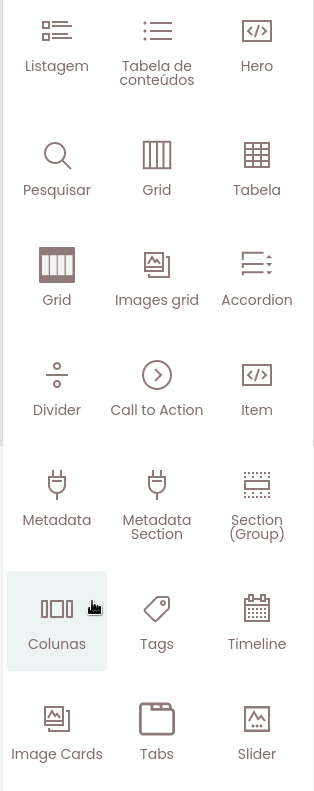 Listagem
Tabela de
conteúdos
Hero
Pesquisar
Grid
Tabela
Grid
Images grid
Accordion
Divider
Call to Action
Item
Metadata
Metadata
Section
Section
(Group)
Colunas
Tags
Timeline
Image Cards
Tabs
Slider